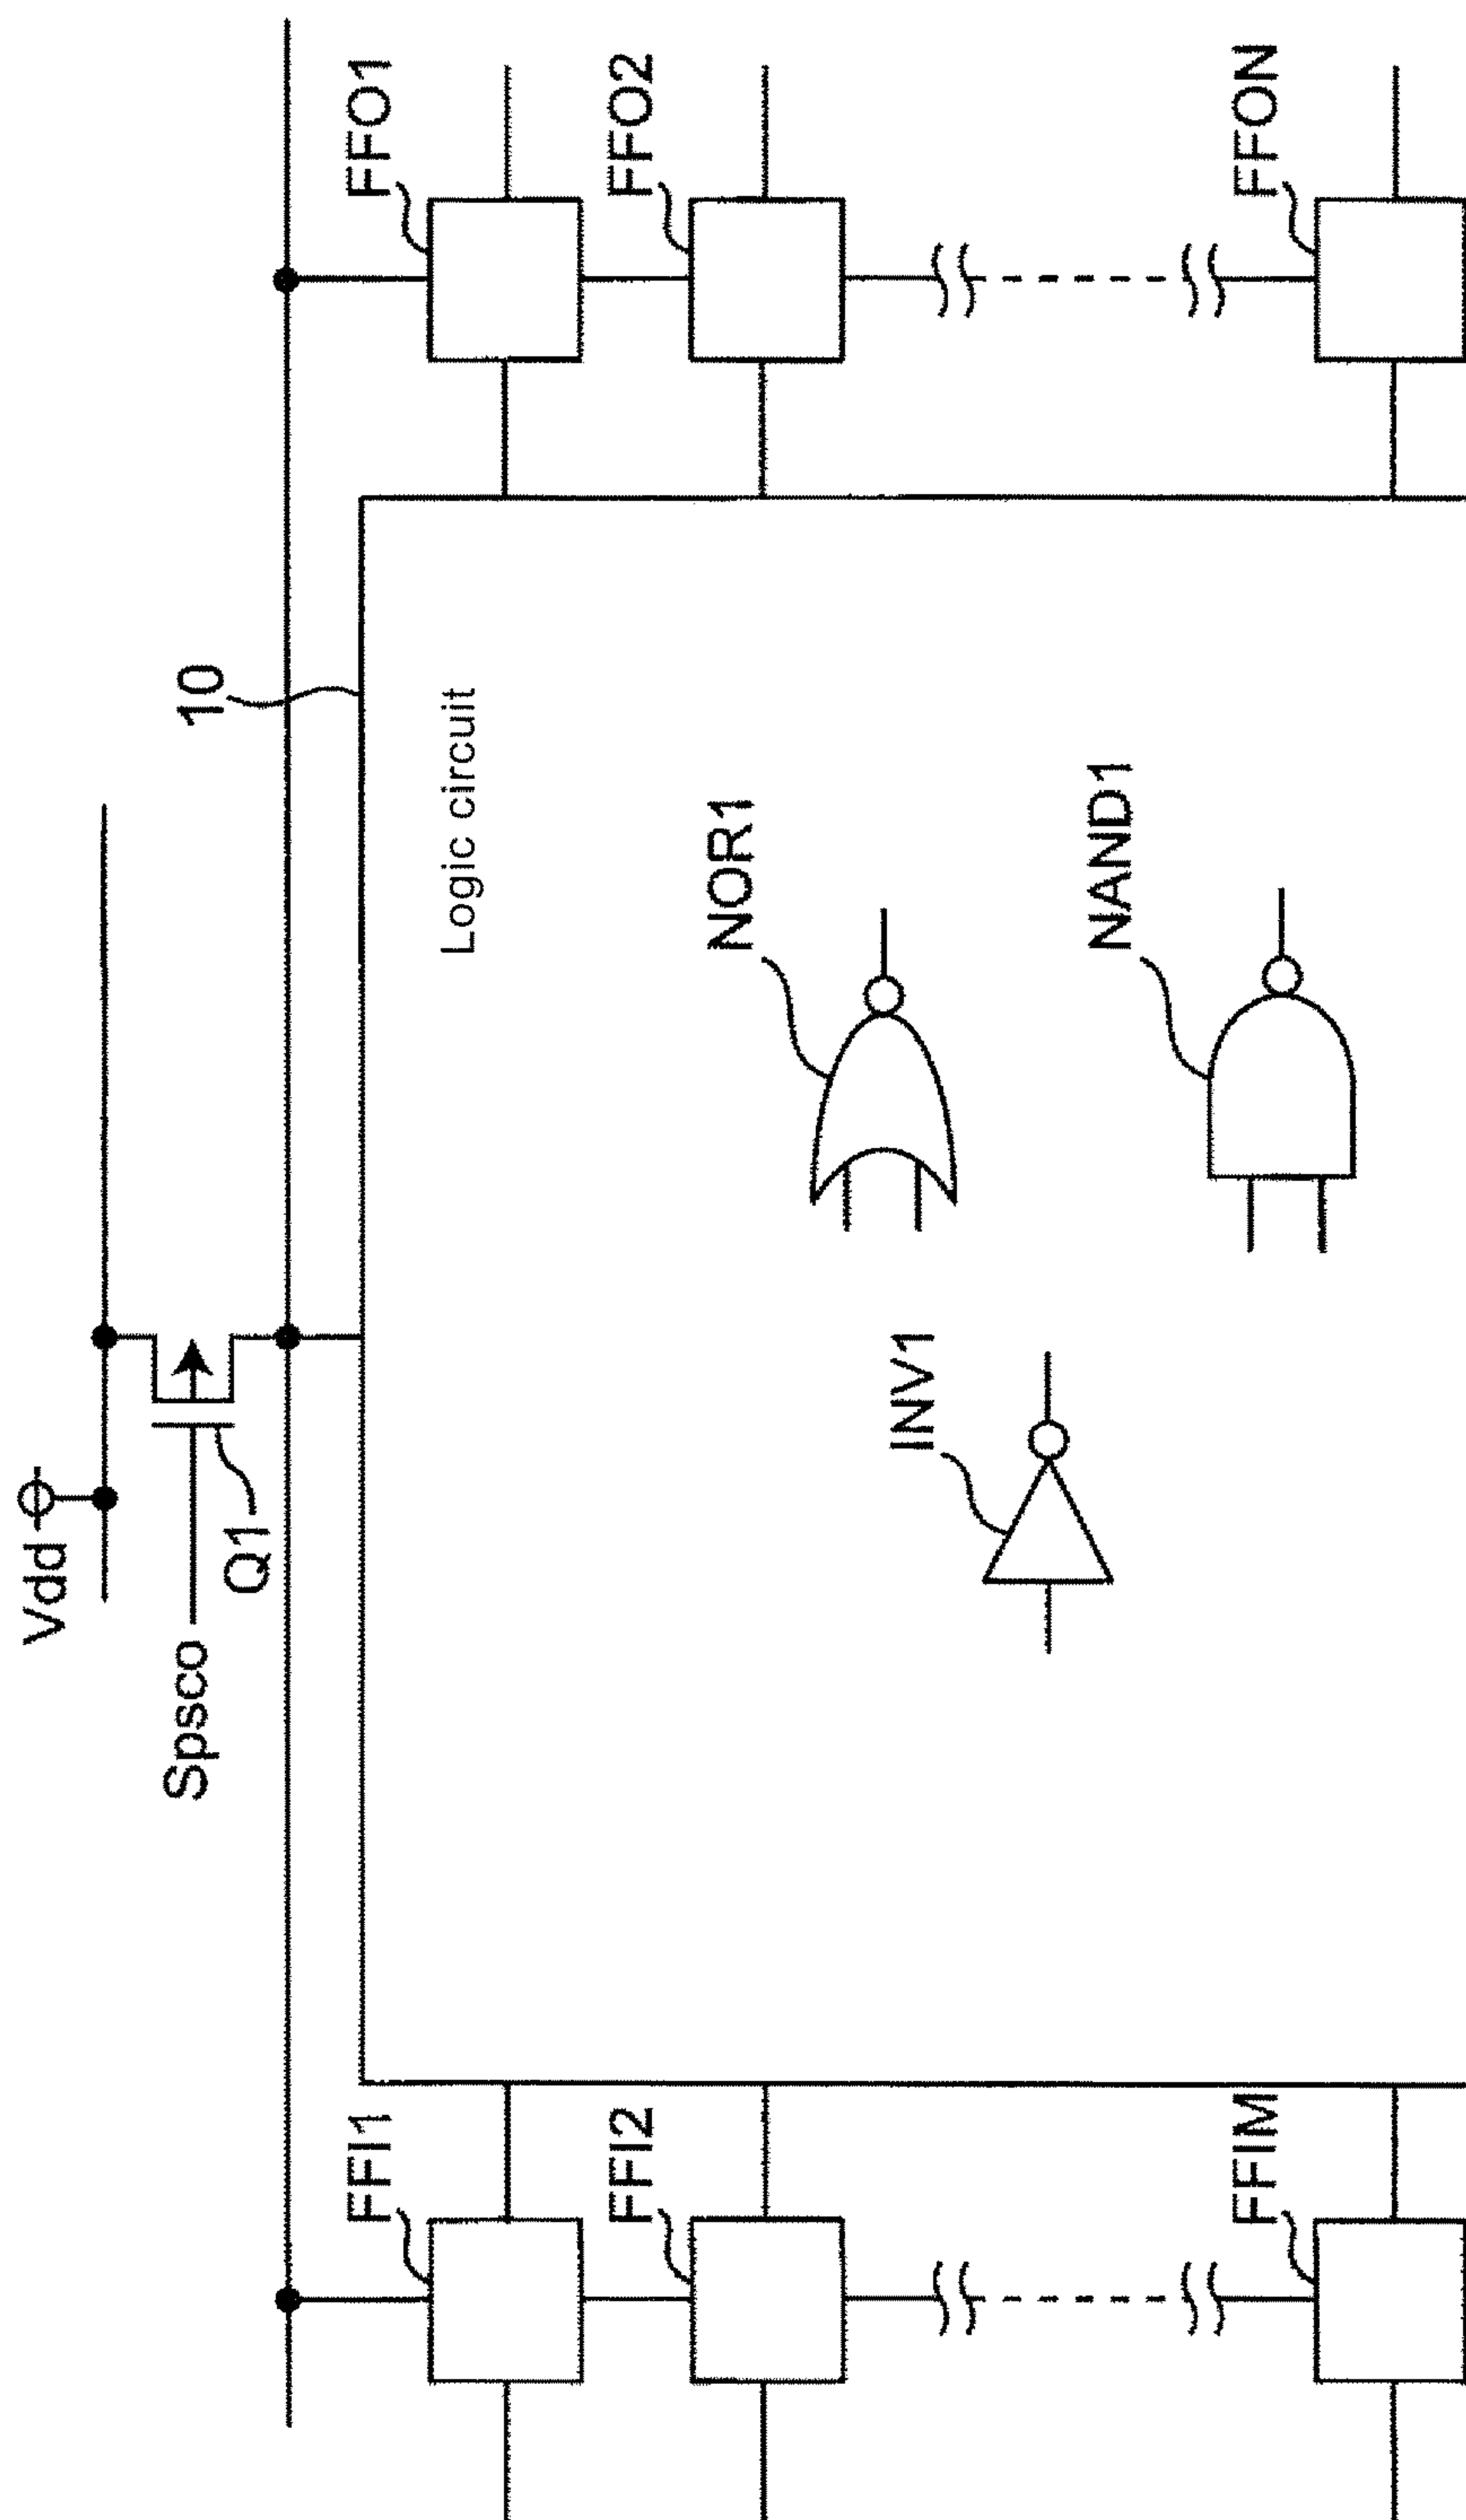 Vdd
Spsco
Q1
10
FFI1
FFO1
Logic circuit
FFI2
FFO2
NOR1
INV1
NAND1
FFIM
FFON